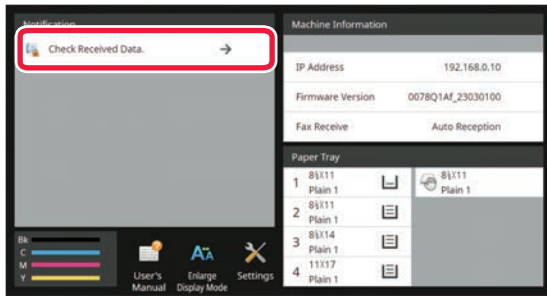 Notification
Check Received Data.
Machine Information
IP Address 192.168.0.10
Firmware Version 0078Q1Af_23030100
Fax Receive Auto Reception
Paper Tray
1 8½X11
Plain 1
8½X11
Plain 1
2 8½X11
Plain 1
3 8½X14
Plain 1
4 11X17
Plain 1
Bk
C
M
Y
User's
Manual
Enlarge
Display Mode
Settings